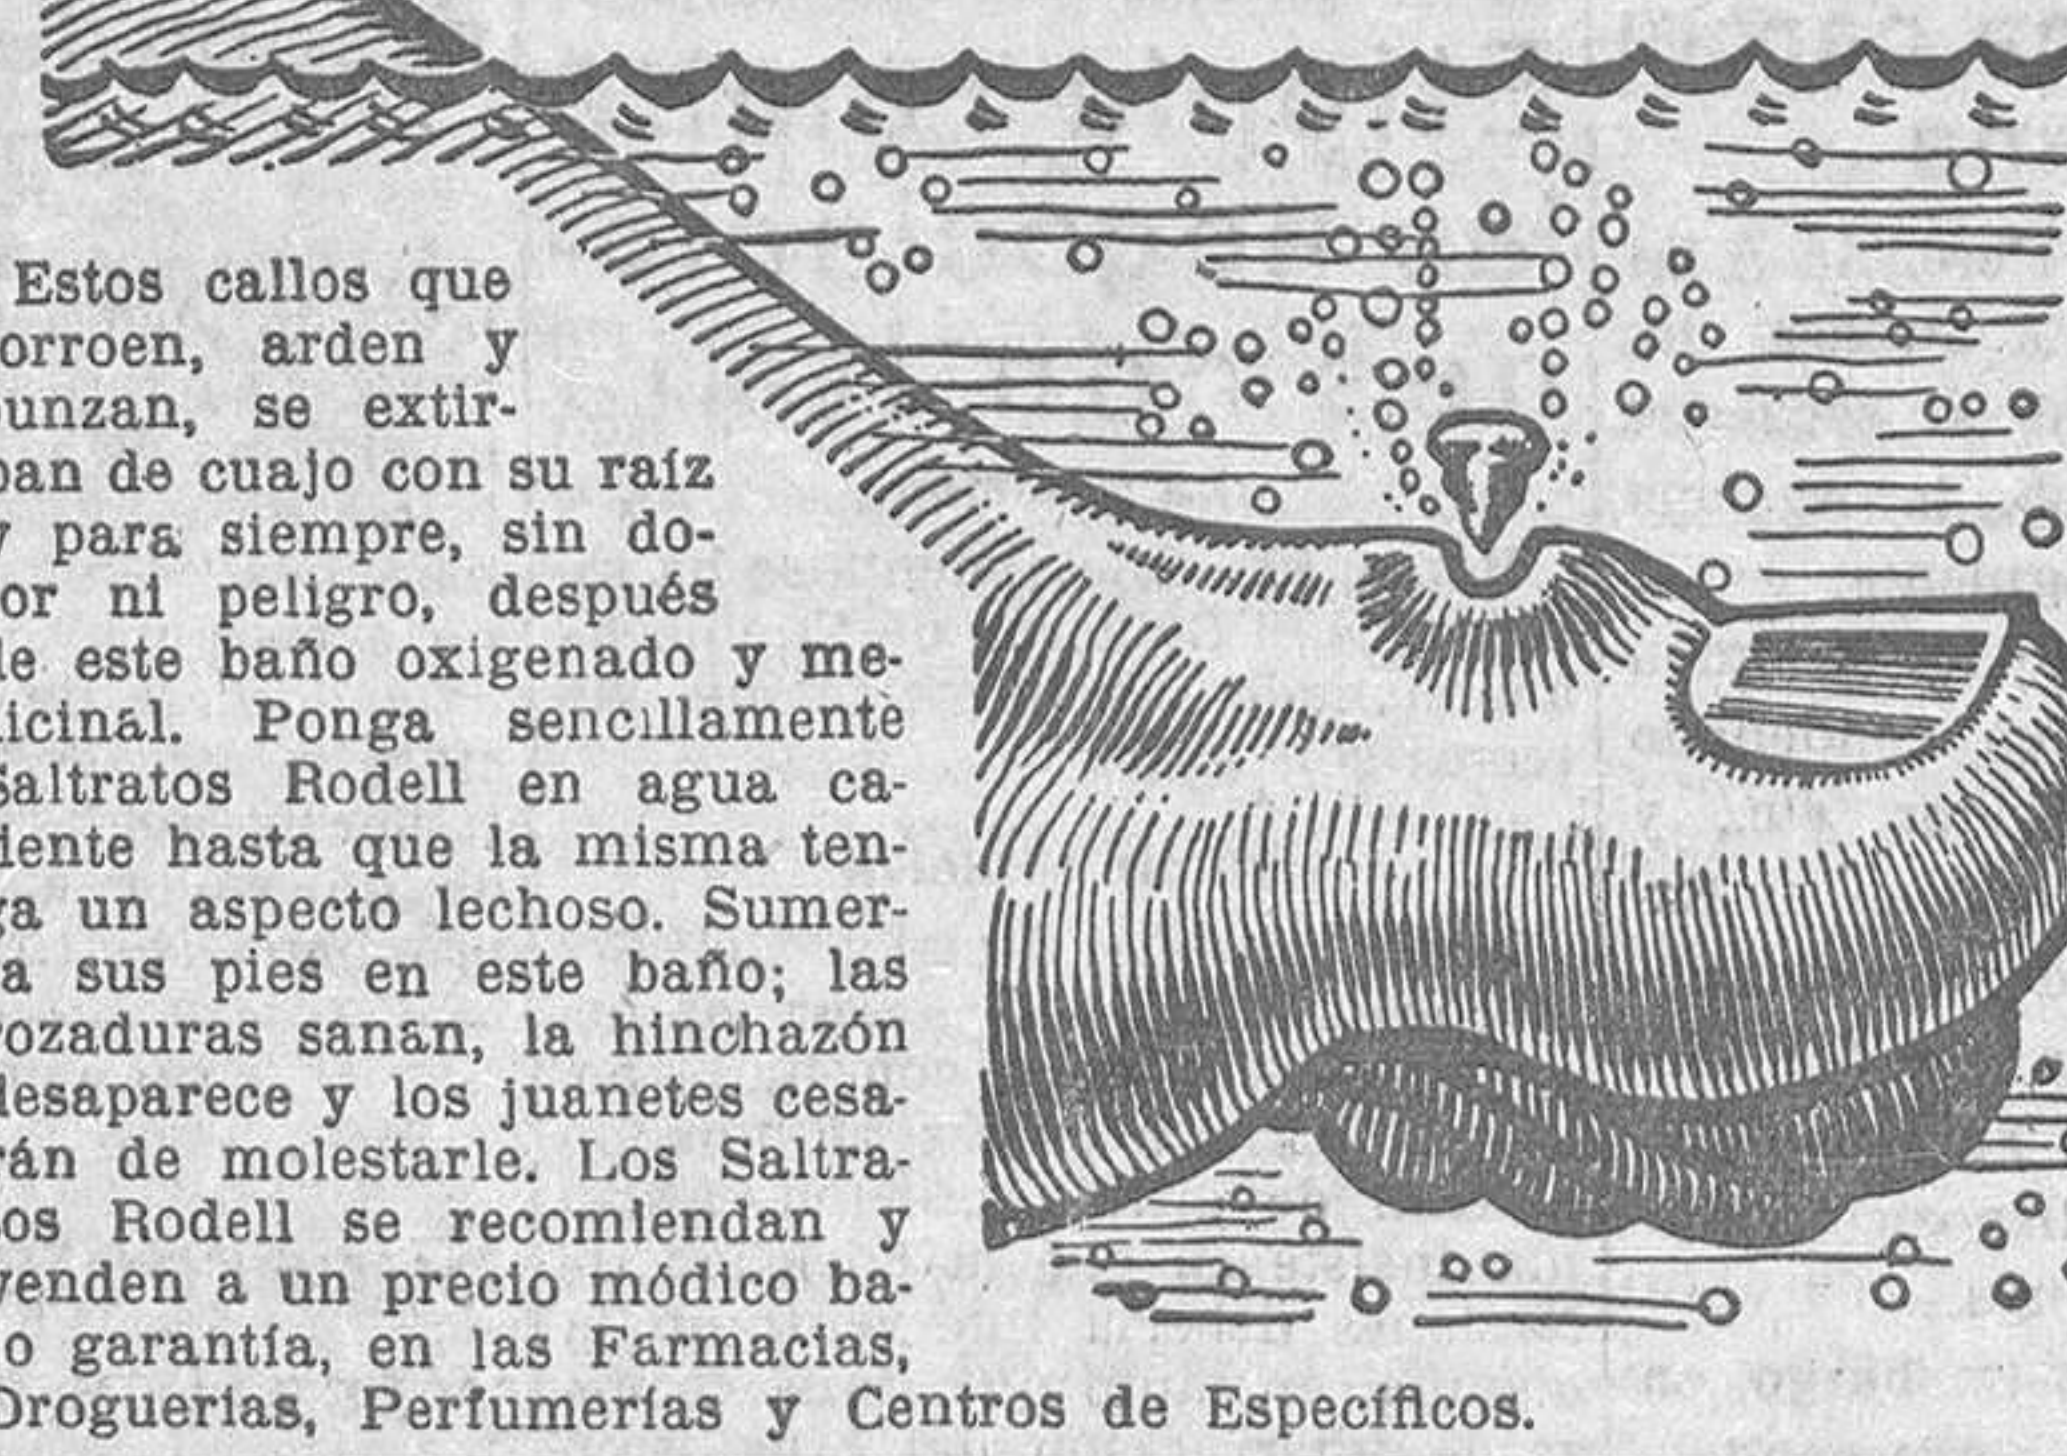 Estos callos que
orroen, arden y
unzan, se extir-
pan de cuajo con su raíz
y para siempre, sin do-
or ni peligro, después
de este baño oxigenado y me-
icinal. Ponga sencillamente
Saltratos Rodell en agua ca-
iente hasta que la misma ten-
ga un aspecto lechoso. Sumer-
a sus pies en este baño; las
rozaduras sanan, la hinchazón
desaparece y los juanetes cesa-
rán de molestarle. Los Saltra-
os Rodell se recomiendan y
venden a un precio módico ba-
o garantía, en las Farmacias,
Droguerías, Perfumerías y Centros de Específicos.